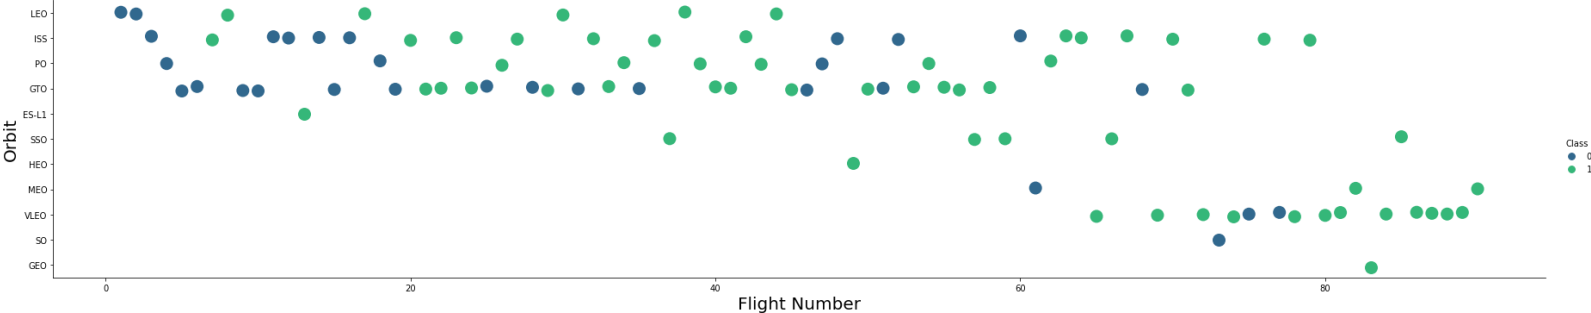 Orbit
LEO
ISS
PO
GTO
ES-L1
SSO
HEO
MEO
VLEO
SO
GEO
0 20 40 60 80
Flight Number
Class
0
1